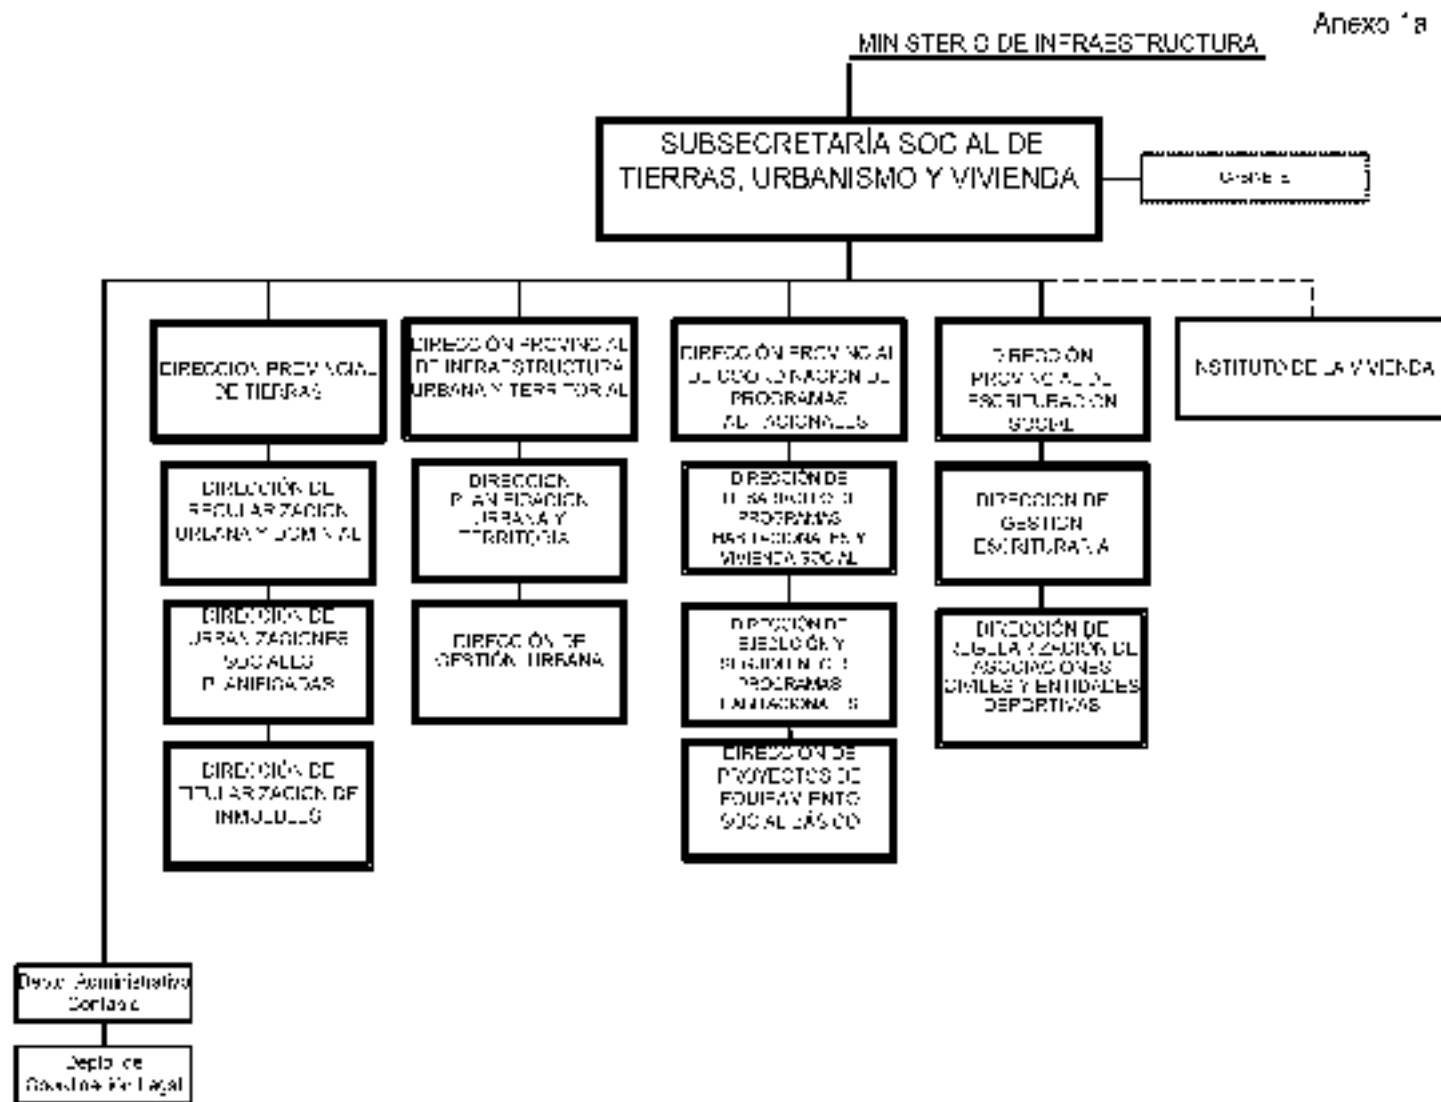 Anexo 1a
MINISTERIO DE INFRAESTRUCTURA
SUBSECRETARÍA SOCIAL DE
TIERRAS, URBANISMO Y VIVIENDA
GABINETE
DIRECCION PROVINCIAL
DE TIERRAS
DIRECCIÓN PROVINCIAL
DE INFRAESTRUCTURA
URBANA Y TERRITORIAL
DIRECCIÓN PROVINCIAL
DE COORDINACION DE
PROGRAMAS
HABITACIONALES
DIRECCIÓN
PROVINCIAL DE
ESCRITURACION
SOCIAL
INSTITUTO DE LA VIVIENDA
DIRECCIÓN DE
REGULARIZACION
URBANA Y DOMINIAL
DIRECCION
PLANIFICACION
URBANA Y
TERRITORIAL
DIRECCIÓN DE
DESARROLLO DE
PROGRAMAS
HABITACIONALES Y
VIVIENDA SOCIAL
DIRECCION DE
GESTION
ESCRITURARIA
DIRECCION DE
URBANIZACIONES
SOCIALES
PLANIFICADAS
DIRECCIÓN DE
GESTIÓN URBANA
DIRECCIÓN DE
EJECUCIÓN Y
SEGUIMIENTO DE
PROGRAMAS
HABITACIONALES
DIRECCIÓN DE
REGULARIZACIÓN DE
ASOCIACIONES
CIVILES Y ENTIDADES
DEPORTIVAS
DIRECCIÓN DE
TITULARIZACION DE
INMUEBLES
DIRECCIÓN DE
PROYECTOS DE
EQUIPAMIENTO
SOCIAL BÁSICO
Depto. Administrativo
Contable
Depto. de
Coordinación Legal